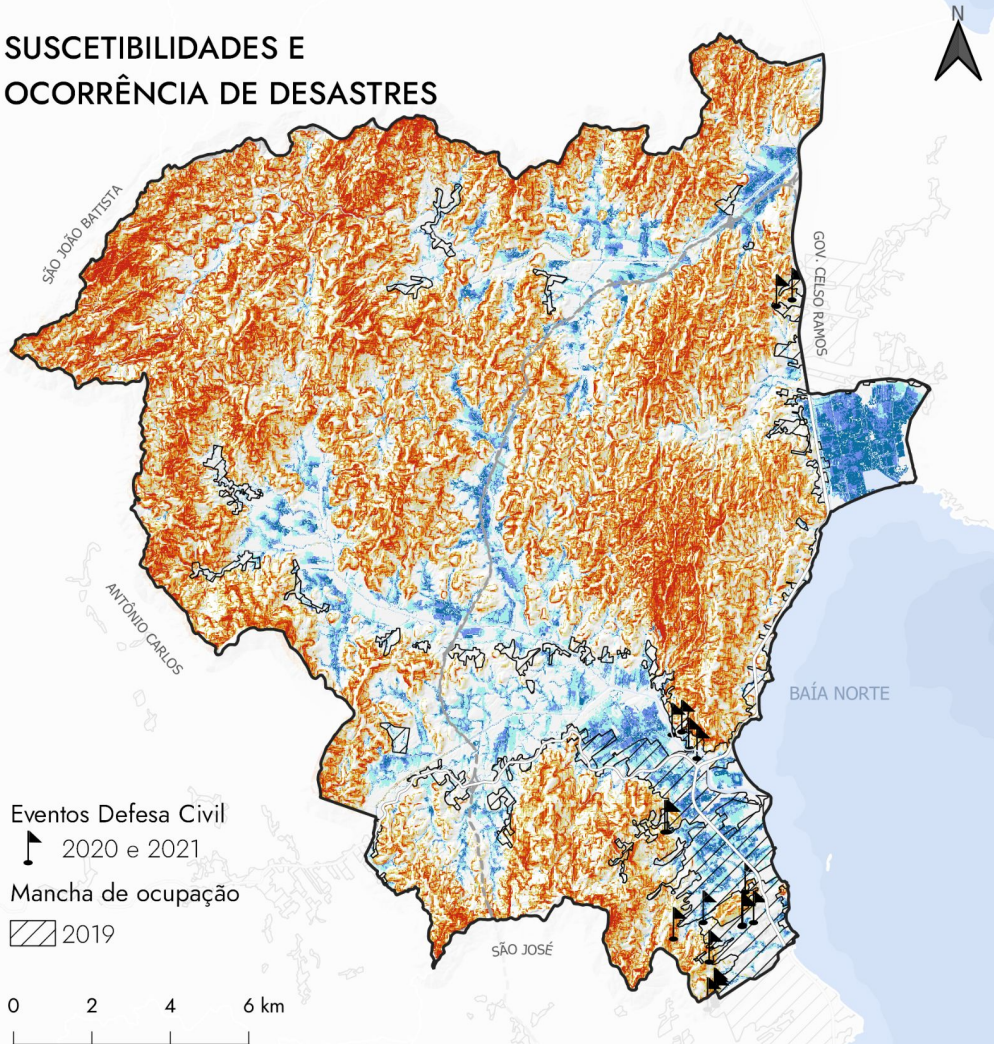 SUSCETIBILIDADES E
OCORRÊNCIA DE DESASTRES
N
SÃO JOÃO BATISTA
GOV. CELSO RAMOS
ANTÔNIO CARLOS
BAÍA NORTE
SÃO JOSÉ
Eventos Defesa Civil
2020 e 2021
Mancha de ocupação
2019
0 2 4 6 km